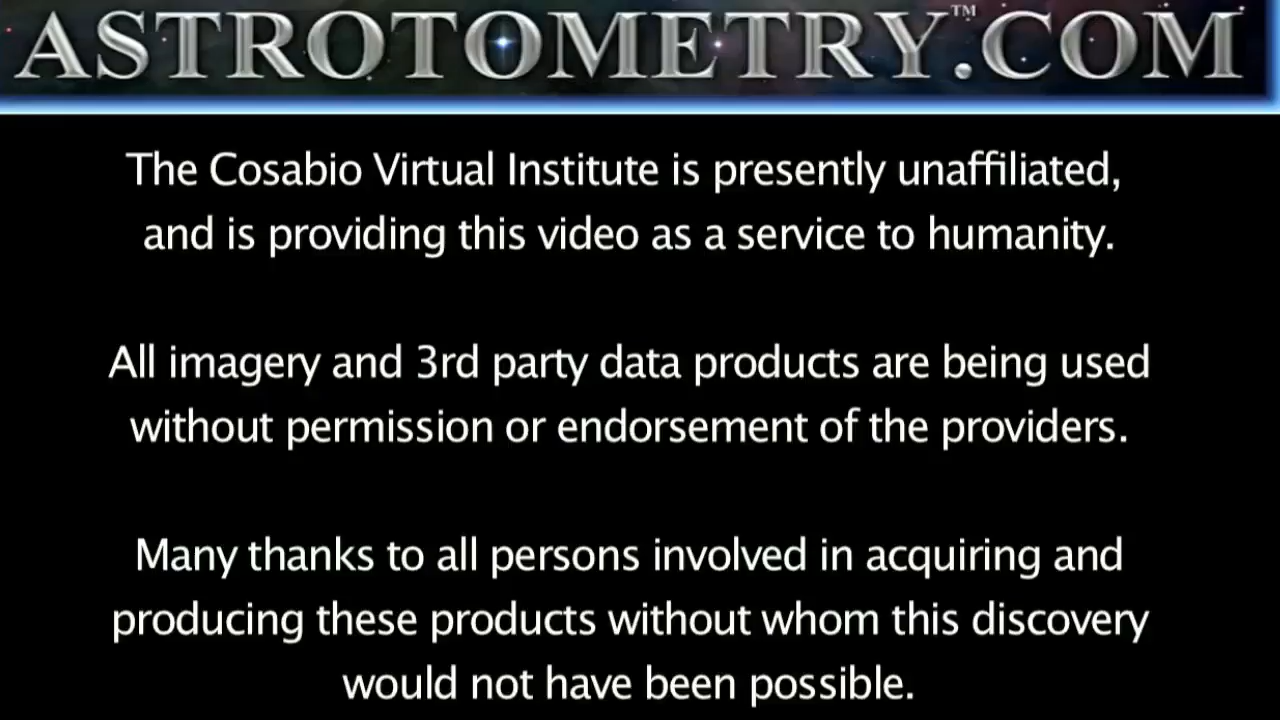 ASTROTOMETRY™.COM
The Cosabio Virtual Institute is presently unaffiliated,
and is providing this video as a service to humanity.
All imagery and 3rd party data products are being used
without permission or endorsement of the providers.
Many thanks to all persons involved in acquiring and
producing these products without whom this discovery
would not have been possible.